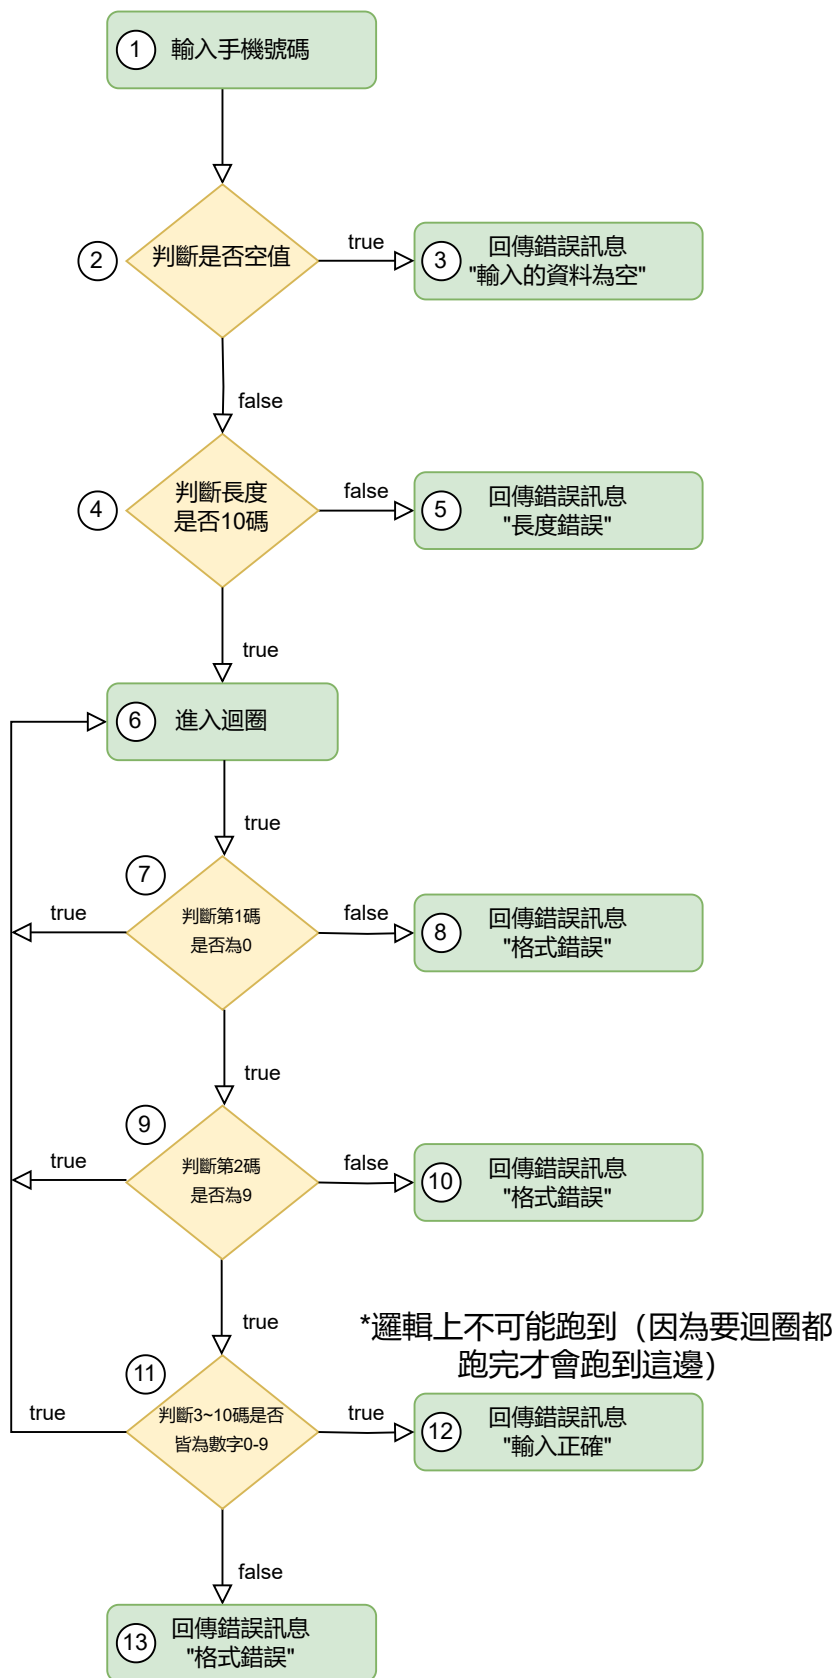 1 輸入手機號碼
2 判斷是否空值
true
3 回傳錯誤訊息
"輸入的資料為空"
false
4 判斷長度
是否10碼
false
5 回傳錯誤訊息
"長度錯誤"
true
6 進入迴圈
true
7
判斷第1碼
是否為0
true
false
8 回傳錯誤訊息
"格式錯誤"
true
9
判斷第2碼
是否為9
true
false
10 回傳錯誤訊息
"格式錯誤"
true
*邏輯上不可能跑到（因為要迴圈都
跑完才會跑到這邊）
11
判斷3~10碼是否
皆為數字0-9
true
true
12 回傳錯誤訊息
"輸入正確"
false
13 回傳錯誤訊息
"格式錯誤"